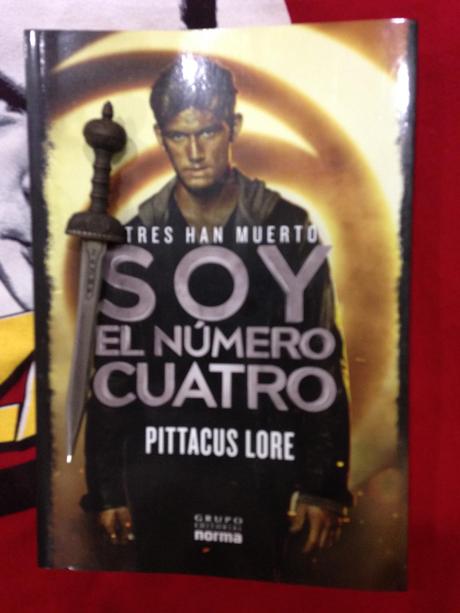 TRES HAN MUERTO
SOY
EL NÚMERO
CUATRO
PITTACUS LORE
GRUPO
EDITORIAL
norma